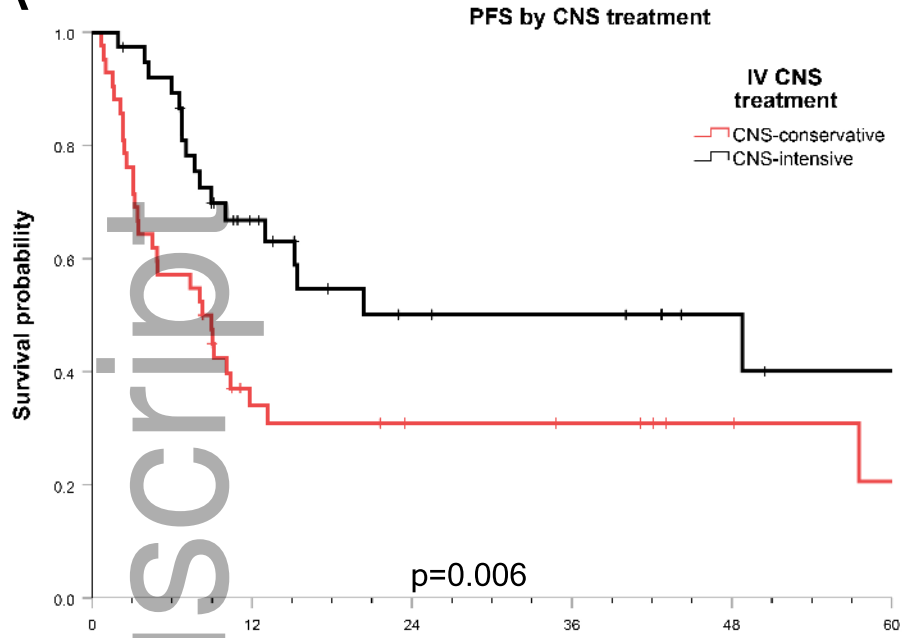 PFS by CNS treatment
IV CNS
treatment
CNS-conservative
CNS-intensive
Survival probability
1.0
0.8
0.6
0.4
0.2
0.0
p=0.006
0 12 24 36 48 60
script